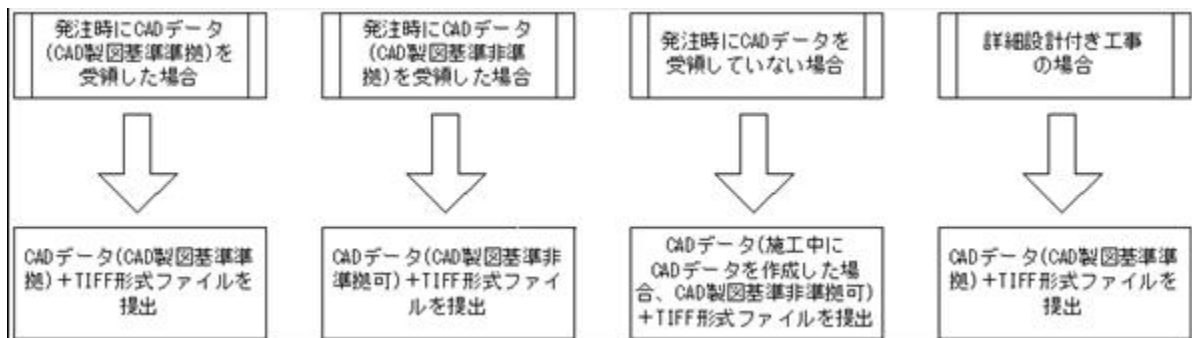 発注時にCADデータ
(CAD製図基準準拠)を
受領した場合
発注時にCADデータ
(CAD製図基準非準
拠)を受領した場合
発注時にCADデータを
受領していない場合
詳細設計付き工事
の場合
CADデータ(CAD製図基準準
拠)+TIFF形式ファイルを
提出
CADデータ(CAD製図基準非
準拠可)+TIFF形式ファイ
ルを提出
CADデータ(施工中に
CADデータを作成した場
合、CAD製図基準非準拠可)
+TIFF形式ファイルを提出
CADデータ(CAD製図基準準
拠)+TIFF形式ファイルを
提出